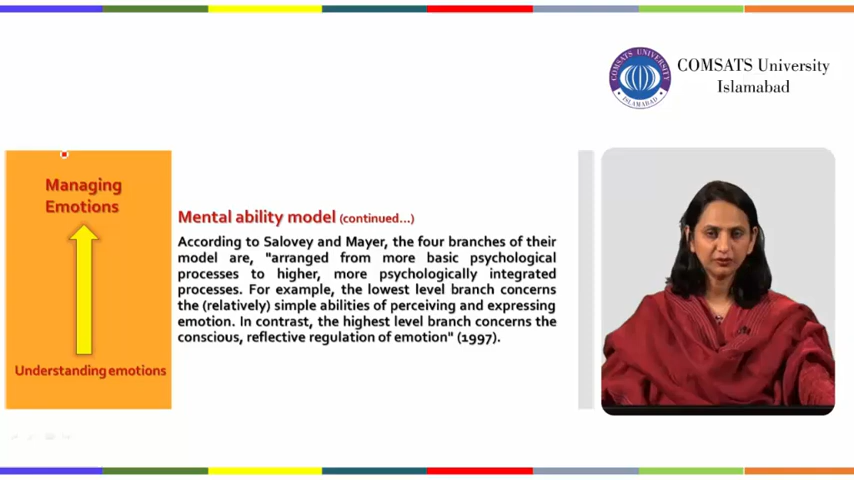 COMSATS UNIVERSITY
ISLAMABAD
COMSATS University
Islamabad
Managing
Emotions
Understanding emotions
Mental ability model (continued...)
According to Salovey and Mayer, the four branches of their
model are, "arranged from more basic psychological
processes to higher, more psychologically integrated
processes. For example, the lowest level branch concerns
the (relatively) simple abilities of perceiving and expressing
emotion. In contrast, the highest level branch concerns the
conscious, reflective regulation of emotion" (1997).